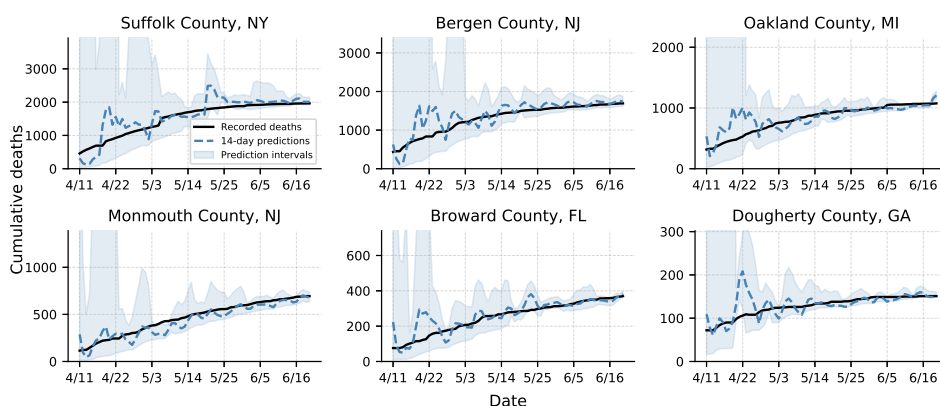 Suffolk County, NY
Bergen County, NJ
Oakland County, MI
3000
2000
1000
0
Recorded deaths
14-day predictions
Prediction intervals
4/11 4/22 5/3 5/14 5/25 6/5 6/16
3000
2000
1000
0
4/11 4/22 5/3 5/14 5/25 6/5 6/16
2000
1000
0
4/11 4/22 5/3 5/14 5/25 6/5 6/16
Cumulative deaths
Monmouth County, NJ
Broward County, FL
Dougherty County, GA
1000
500
0
4/11 4/22 5/3 5/14 5/25 6/5 6/16
600
400
200
0
4/11 4/22 5/3 5/14 5/25 6/5 6/16
300
200
100
0
4/11 4/22 5/3 5/14 5/25 6/5 6/16
Date